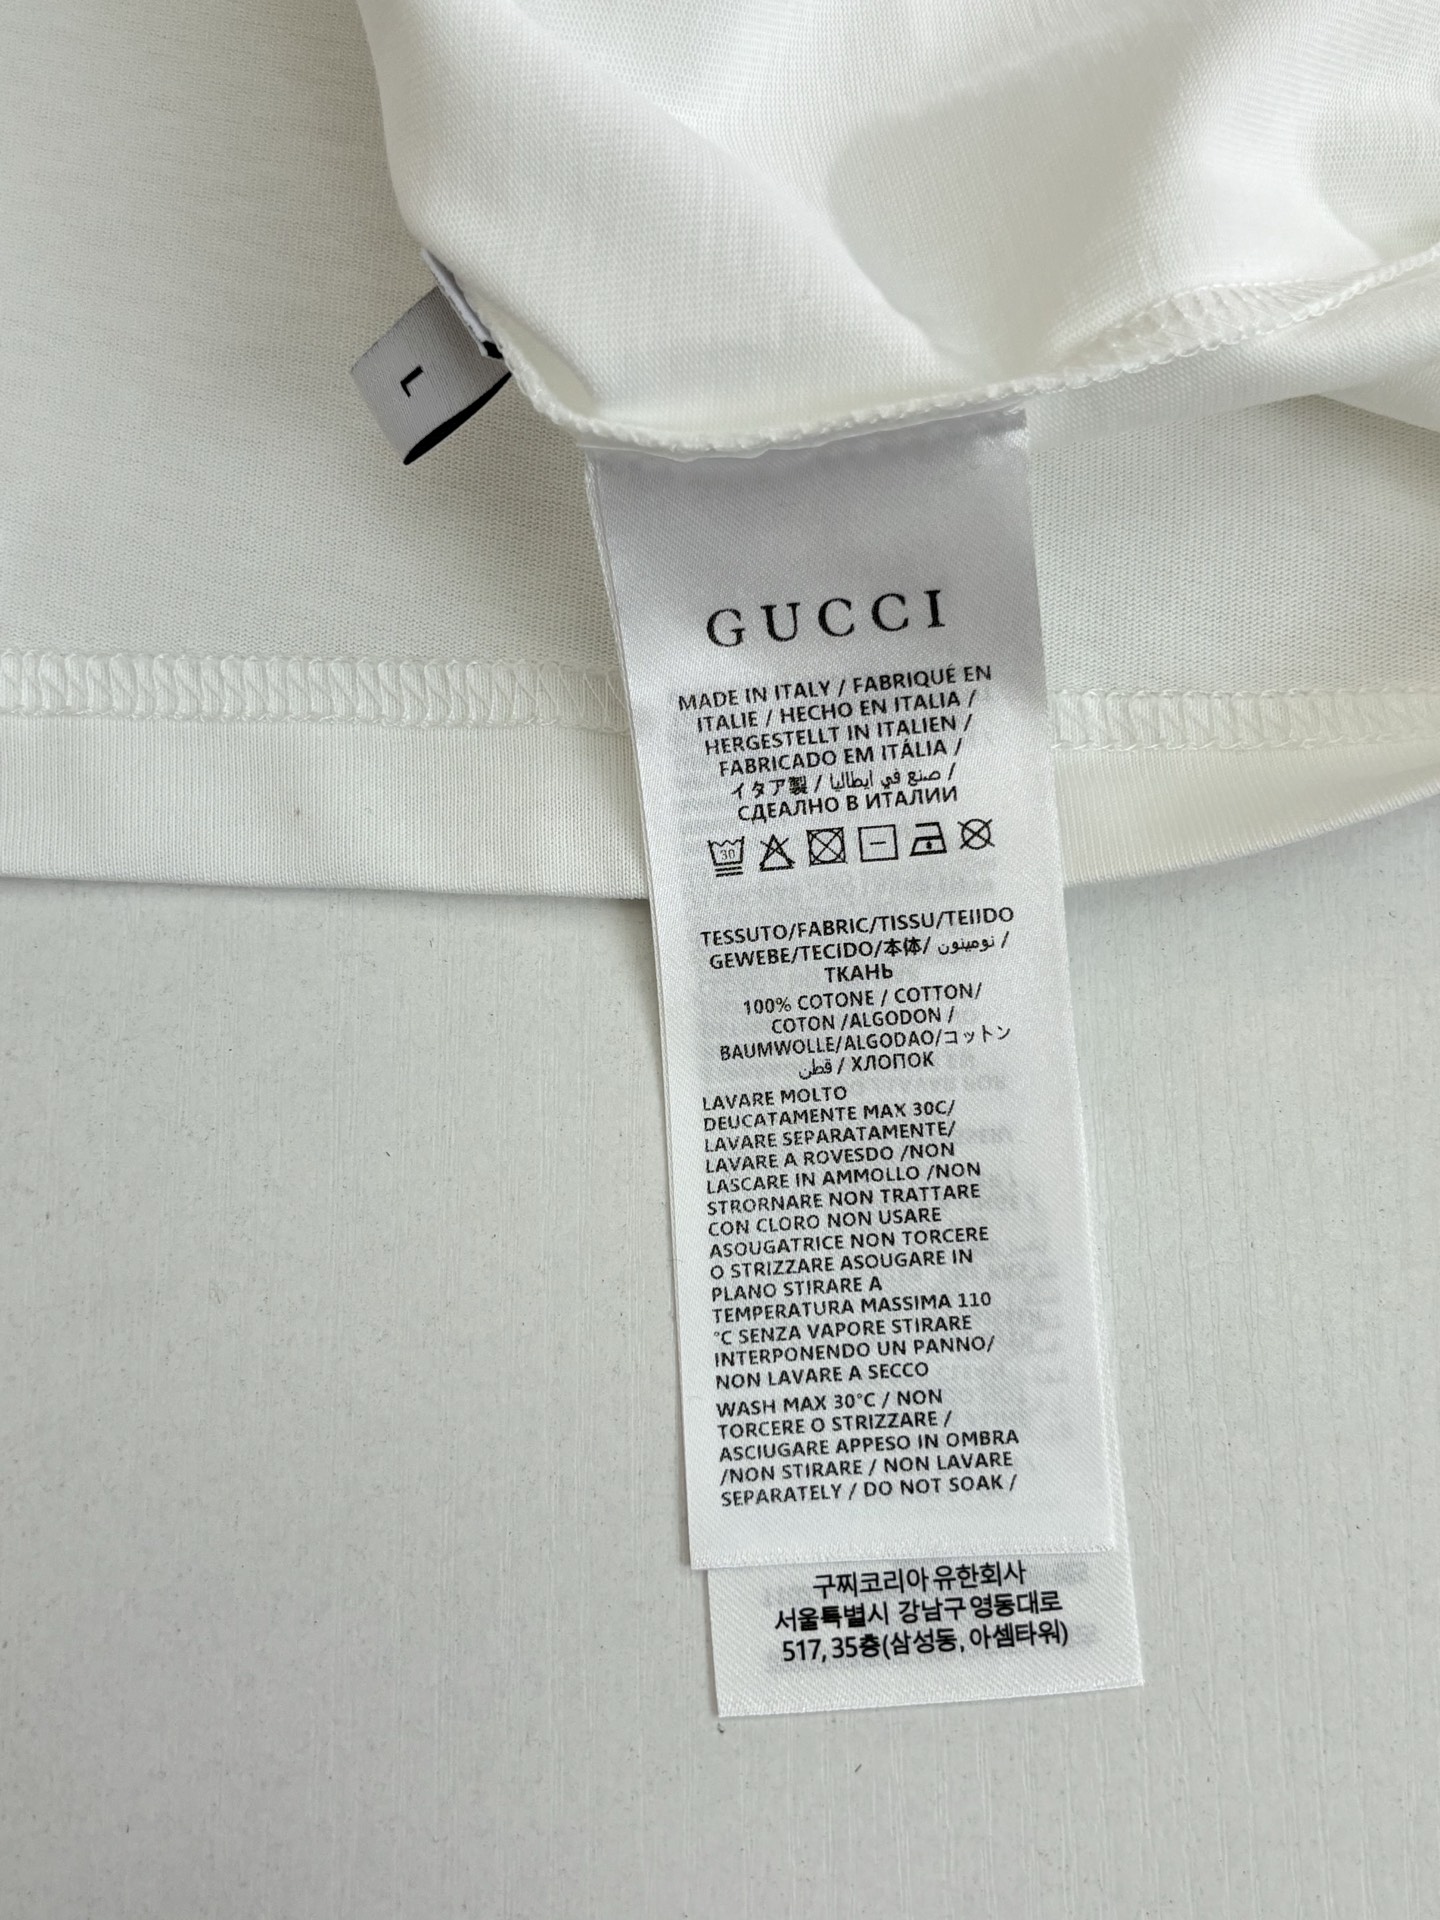 L
GUCCI
MADE IN ITALY / FABRIQUÉ EN
ITALIE / HECHO EN ITALIA /
HERGESTELLT IN ITALIEN /
FABRICADO EM ITÁLIA /
イタア製 / صنع في ايطاليا /
СДЕАЛНО В ИТАЛИИ
30
TESSUTO/FABRIC/TISSU/TEIIDO
GEWEBE/TECIDO/本体/ نومينون /
ТКАНЬ
100% COTONE / COTTON/
COTON /ALGODON /
BAUMWOLLE/ALGODAO/コットン
قطن / ХЛОПОК
LAVARE MOLTO
DEUCATAMENTE MAX 30C/
LAVARE SEPARATAMENTE/
LAVARE A ROVESDO /NON
LASCARE IN AMMOLLO /NON
STRORNARE NON TRATTARE
CON CLORO NON USARE
ASOUGATRICE NON TORCERE
O STRIZZARE ASOUGARE IN
PLANO STIRARE A
TEMPERATURA MASSIMA 110
°C SENZA VAPORE STIRARE
INTERPONENDO UN PANNO/
NON LAVARE A SECCO
WASH MAX 30°C / NON
TORCERE O STRIZZARE /
ASCIUGARE APPESO IN OMBRA
/NON STIRARE / NON LAVARE
SEPARATELY / DO NOT SOAK /
구찌코리아 유한회사
서울특별시 강남구 영동대로
517, 35층(삼성동, 아셈타워)